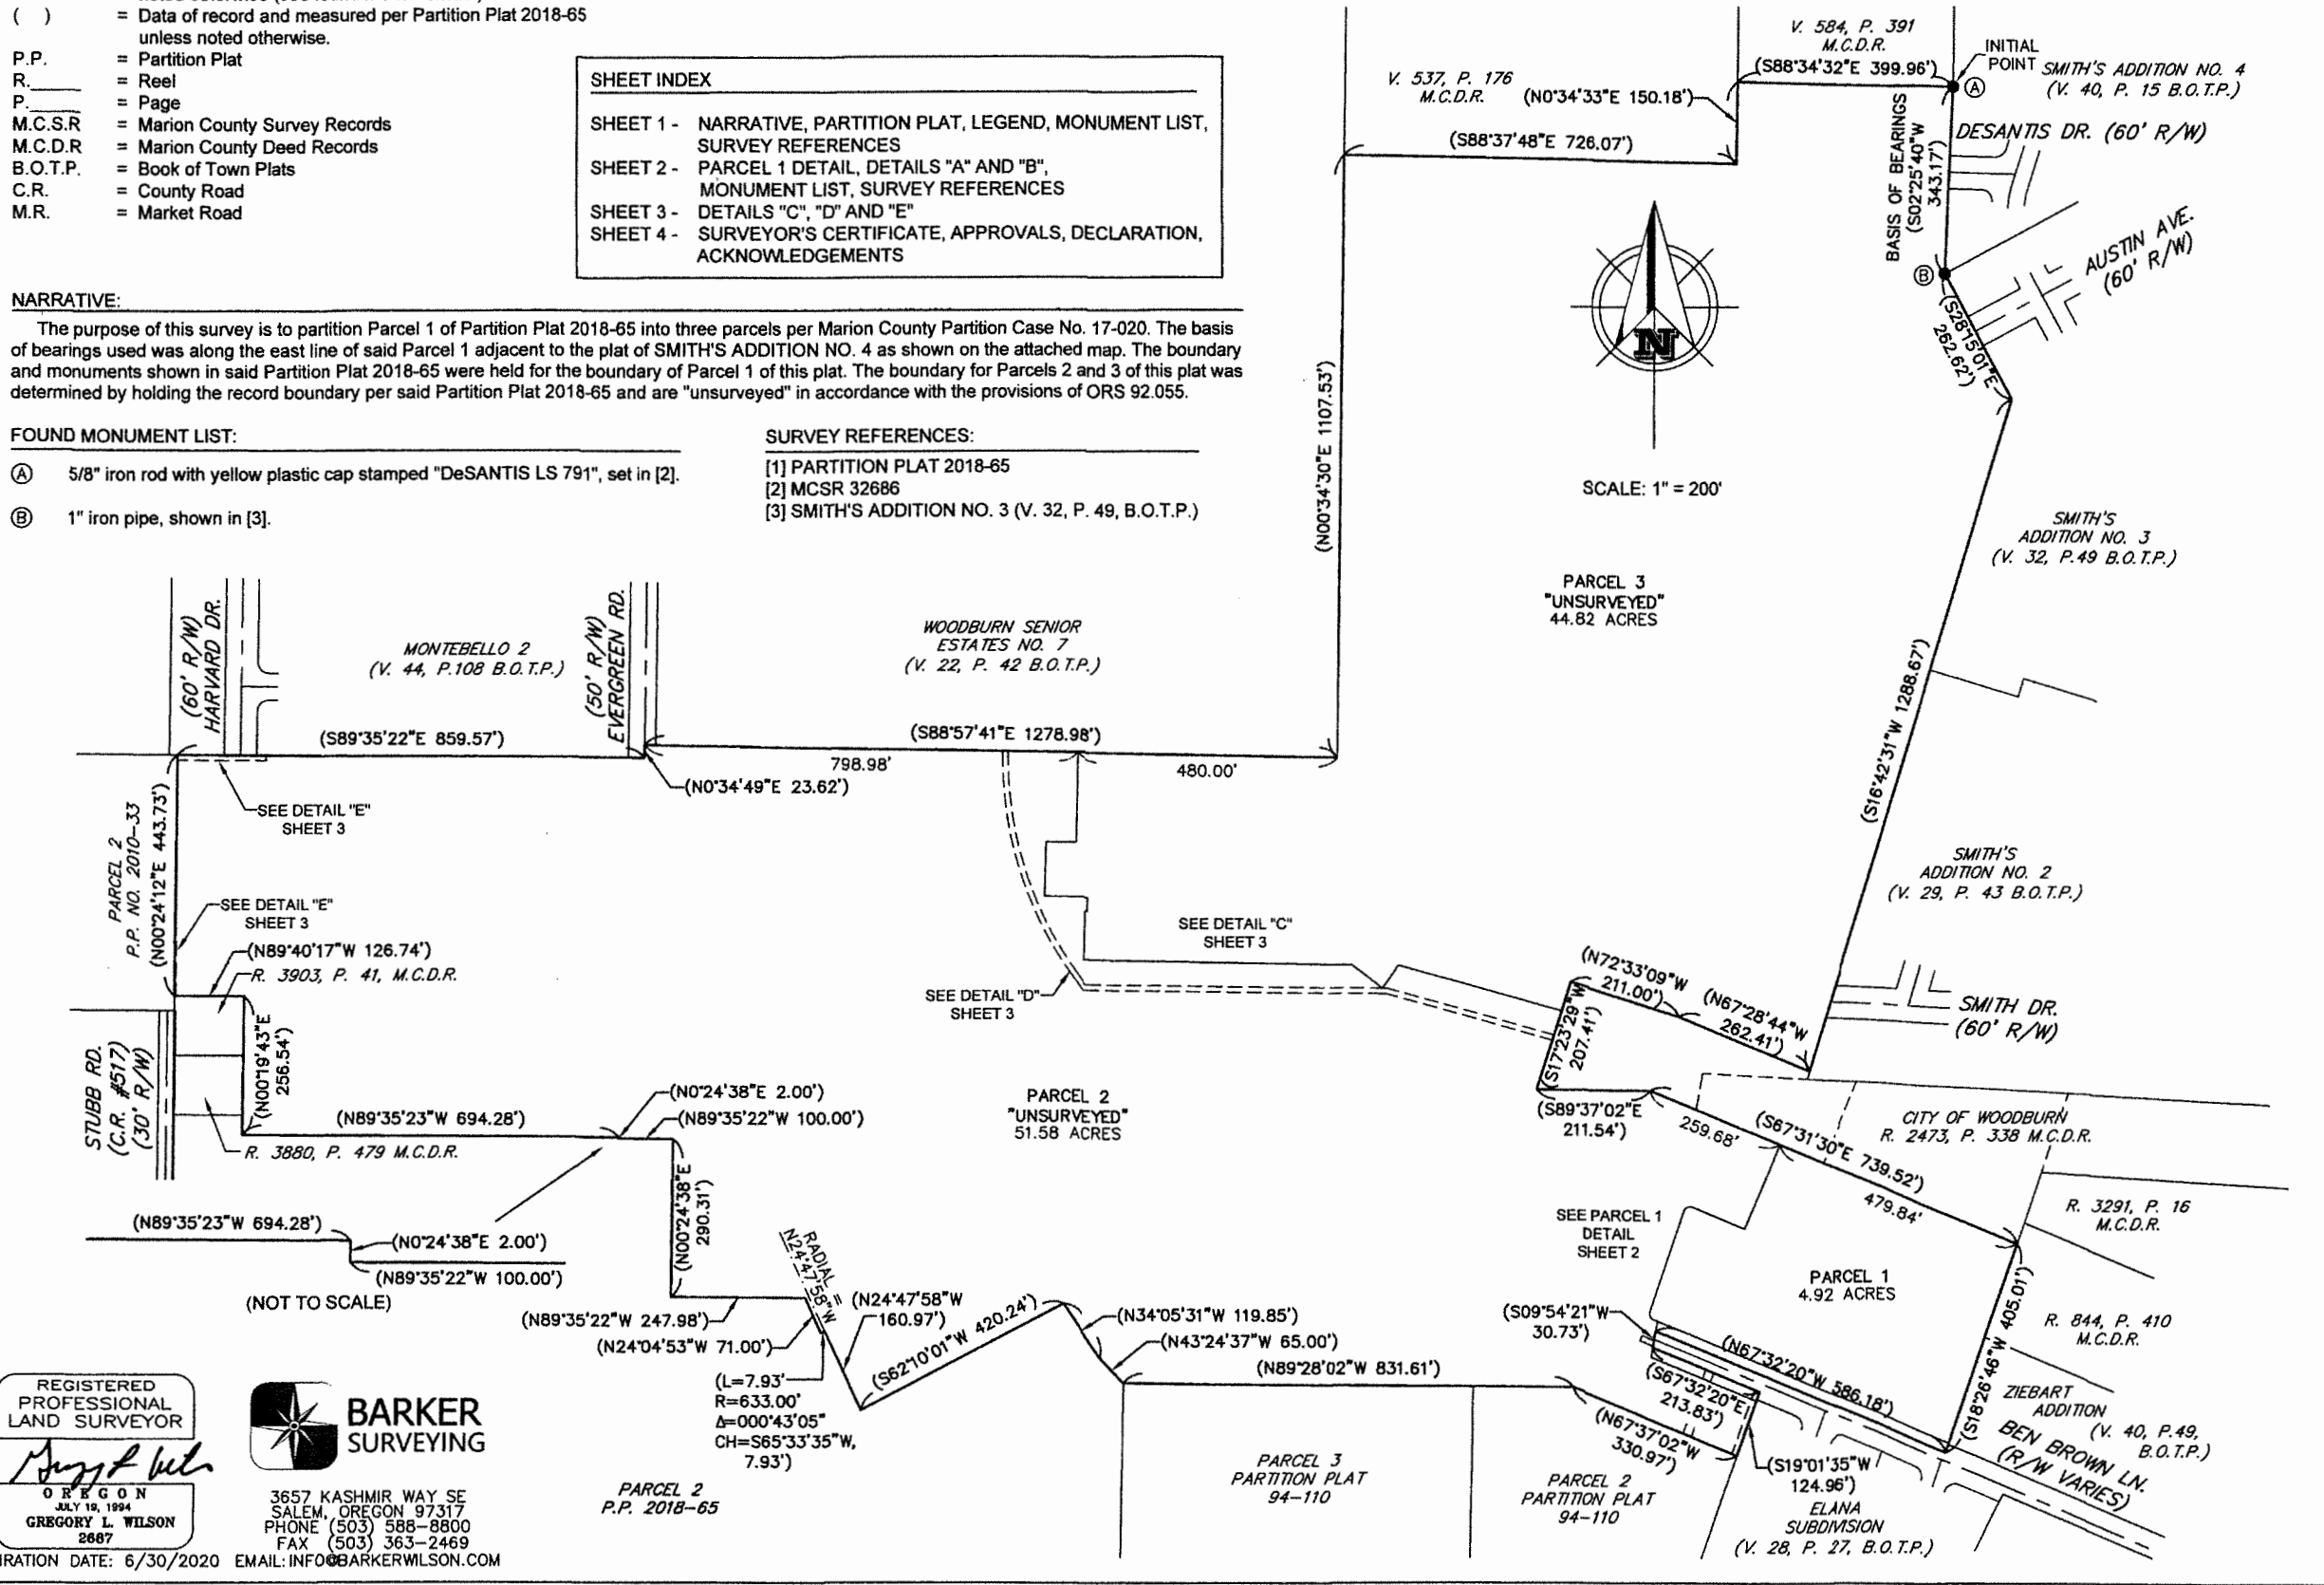 ( ) = Data of record and measured per Partition Plat 2018-65
unless noted otherwise.
P.P. = Partition Plat
R.____ = Reel
P.____ = Page
M.C.S.R = Marion County Survey Records
M.C.D.R = Marion County Deed Records
B.O.T.P. = Book of Town Plats
C.R. = County Road
M.R. = Market Road
SHEET INDEX
SHEET 1 - NARRATIVE, PARTITION PLAT, LEGEND, MONUMENT LIST,
SURVEY REFERENCES
SHEET 2 - PARCEL 1 DETAIL, DETAILS "A" AND "B",
MONUMENT LIST, SURVEY REFERENCES
SHEET 3 - DETAILS "C", "D" AND "E"
SHEET 4 - SURVEYOR'S CERTIFICATE, APPROVALS, DECLARATION,
ACKNOWLEDGEMENTS
NARRATIVE:
The purpose of this survey is to partition Parcel 1 of Partition Plat 2018-65 into three parcels per Marion County Partition Case No. 17-020. The basis
of bearings used was along the east line of said Parcel 1 adjacent to the plat of SMITH'S ADDITION NO. 4 as shown on the attached map. The boundary
and monuments shown in said Partition Plat 2018-65 were held for the boundary of Parcel 1 of this plat. The boundary for Parcels 2 and 3 of this plat was
determined by holding the record boundary per said Partition Plat 2018-65 and are "unsurveyed" in accordance with the provisions of ORS 92.055.
FOUND MONUMENT LIST:
Ⓐ 5/8" iron rod with yellow plastic cap stamped "DeSANTIS LS 791", set in [2].
Ⓑ 1" iron pipe, shown in [3].
SURVEY REFERENCES:
[1] PARTITION PLAT 2018-65
[2] MCSR 32686
[3] SMITH'S ADDITION NO. 3 (V. 32, P. 49, B.O.T.P.)
V. 537, P. 176
M.C.D.R.
(N0°34'33"E 150.18')
(S88°37'48"E 726.07')
V. 584, P. 391
M.C.D.R.
(S88°34'32"E 399.96')
INITIAL
POINT
Ⓐ
SMITH'S ADDITION NO. 4
(V. 40, P. 15 B.O.T.P.)
BASIS OF BEARINGS
(S02°25'40"W
343.17')
DESANTIS DR. (60' R/W)
Ⓑ
AUSTIN AVE.
(60' R/W)
(S28°15'01"E
262.62')
N
SCALE: 1" = 200'
(N00°34'30"E 1107.53')
PARCEL 3
"UNSURVEYED"
44.82 ACRES
SMITH'S
ADDITION NO. 3
(V. 32, P.49 B.O.T.P.)
(S16°42'31"W 1288.67')
SMITH'S
ADDITION NO. 2
(V. 29, P. 43 B.O.T.P.)
(60' R/W)
HARVARD DR.
MONTEBELLO 2
(V. 44, P.108 B.O.T.P.)
(50' R/W)
EVERGREEN RD.
WOODBURN SENIOR
ESTATES NO. 7
(V. 22, P. 42 B.O.T.P.)
(S89°35'22"E 859.57')
(S88°57'41"E 1278.98')
798.98'
480.00'
(N0°34'49"E 23.62')
SEE DETAIL "E"
SHEET 3
PARCEL 2
P.P. NO. 2010-33
(N00°24'12"E 443.73')
SEE DETAIL "E"
SHEET 3
(N89°40'17"W 126.74')
R. 3903, P. 41, M.C.D.R.
(N00°19'43"E
256.54')
STUBB RD.
(C.R. #517)
(30' R/W)
R. 3880, P. 479 M.C.D.R.
SEE DETAIL "C"
SHEET 3
SEE DETAIL "D"
SHEET 3
(N72°33'09"W
211.00')
(N67°28'44"W
262.41')
(S17°23'29"W
207.41')
SMITH DR.
(60' R/W)
(N0°24'38"E 2.00')
(N89°35'22"W 100.00')
(N89°35'23"W 694.28')
PARCEL 2
"UNSURVEYED"
51.58 ACRES
(S89°37'02"E
211.54')
259.68'
(S67°31'30"E 739.52')
479.84'
CITY OF WOODBURN
R. 2473, P. 338 M.C.D.R.
R. 3291, P. 16
M.C.D.R.
(N00°24'38"E
290.31')
(N89°35'23"W 694.28')
(N0°24'38"E 2.00')
(N89°35'22"W 100.00')
(NOT TO SCALE)
RADIAL =
N24°47'58"W
(N24°47'58"W
160.97')
(N89°35'22"W 247.98')
(N24°04'53"W 71.00')
(L=7.93'
R=633.00'
Δ=000°43'05"
CH=S65°33'35"W,
7.93')
(S62°10'01"W 420.24')
(N34°05'31"W 119.85')
(N43°24'37"W 65.00')
(N89°28'02"W 831.61')
SEE PARCEL 1
DETAIL
SHEET 2
PARCEL 1
4.92 ACRES
(S18°26'46"W 405.01')
R. 844, P. 410
M.C.D.R.
(S09°54'21"W
30.73')
(N67°32'20"W 586.18')
(S67°32'20"E
213.83')
(N67°37'02"W
330.97')
(S19°01'35"W
124.96')
ZIEBART
ADDITION
(V. 40, P.49,
B.O.T.P.)
BEN BROWN LN.
(R/W VARIES)
ELANA
SUBDIVISION
(V. 28, P. 27, B.O.T.P.)
PARCEL 2
P.P. 2018-65
PARCEL 3
PARTITION PLAT
94-110
PARCEL 2
PARTITION PLAT
94-110
REGISTERED
PROFESSIONAL
LAND SURVEYOR
OREGON
JULY 19, 1994
GREGORY L. WILSON
2687
IRATION DATE: 6/30/2020
BARKER
SURVEYING
3657 KASHMIR WAY SE
SALEM, OREGON 97317
PHONE (503) 588-8800
FAX (503) 363-2469
EMAIL: INFO@BARKERWILSON.COM